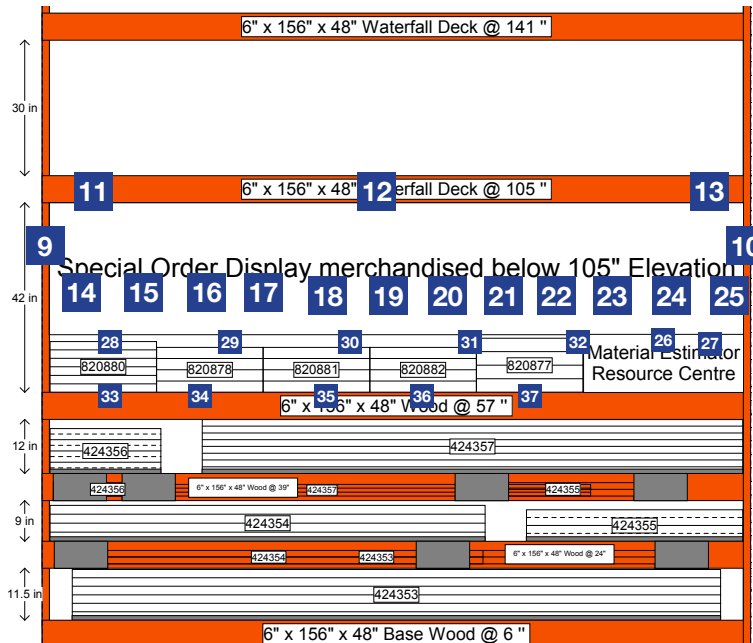 6" x 156" x 48" Waterfall Deck @ 141 "
30 in
11
6" x 156" x 48"
12
erfall Deck @ 105 "
13
9
10
Special Order Display merchandised below 105" Elevation
42 in
14 15 16 17 18 19 20 21 22 23 24 25
28 29 30 31 32 26 27
Material Estimator
Resource Centre
820880 820878 820881 820882 820877
33 34 35 36 37
6" x 156" x 48" Wood @ 57 "
12 in
424356 424357
424356 6" x 156" x 48" Wood @ 39" 424357 424355
9 in
424354 424355
424354 424353 6" x 156" x 48" Wood @ 24"
11.5 in
424353
6" x 156" x 48" Base Wood @ 6 "